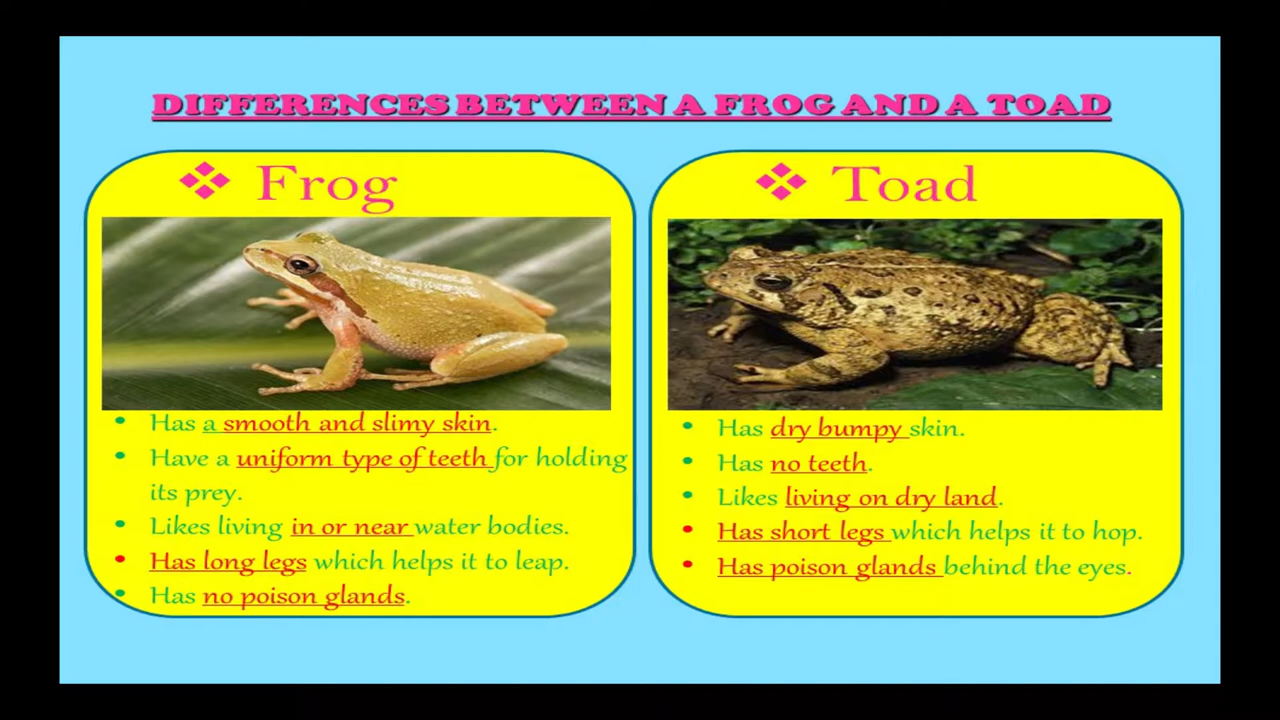 DIFFERENCES BETWEEN A FROG AND A TOAD
❖ Frog
• Has a smooth and slimy skin.
• Have a uniform type of teeth for holding
its prey.
• Likes living in or near water bodies.
• Has long legs which helps it to leap.
• Has no poison glands.
❖ Toad
• Has dry bumpy skin.
• Has no teeth.
• Likes living on dry land.
• Has short legs which helps it to hop.
• Has poison glands behind the eyes.